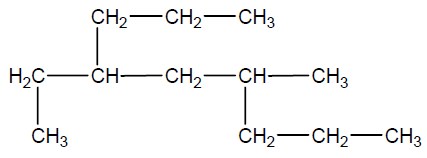 CH₂ CH₂ CH₃
H₂C CH CH₂ CH CH₃
CH₃ CH₂ CH₂ CH₃